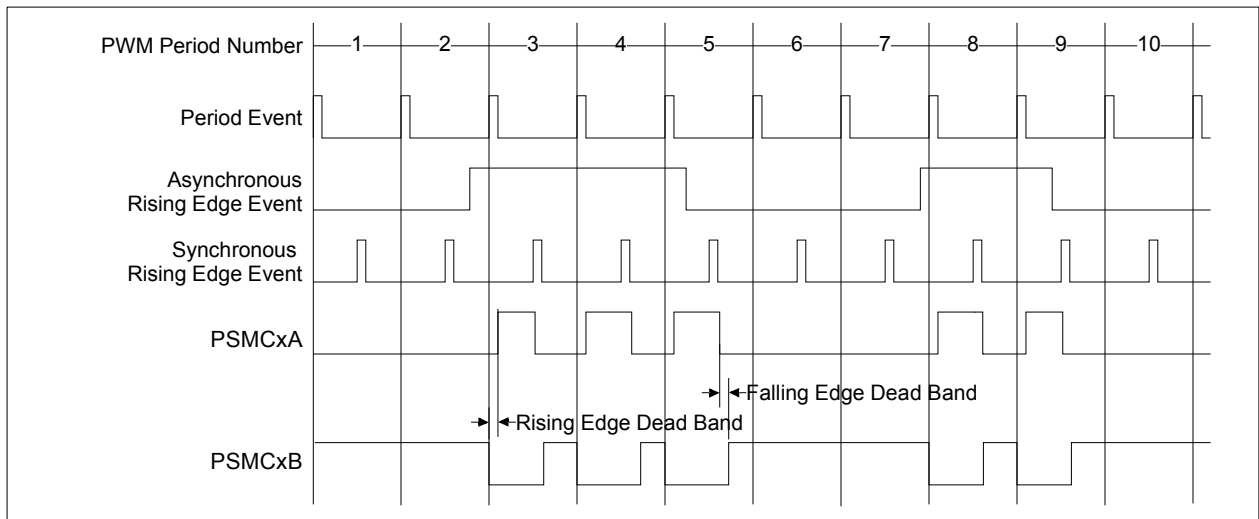 PWM Period Number 1 2 3 4 5 6 7 8 9 10
Period Event
Asynchronous
Rising Edge Event
Synchronous
Rising Edge Event
PSMCxA
Falling Edge Dead Band
Rising Edge Dead Band
PSMCxB